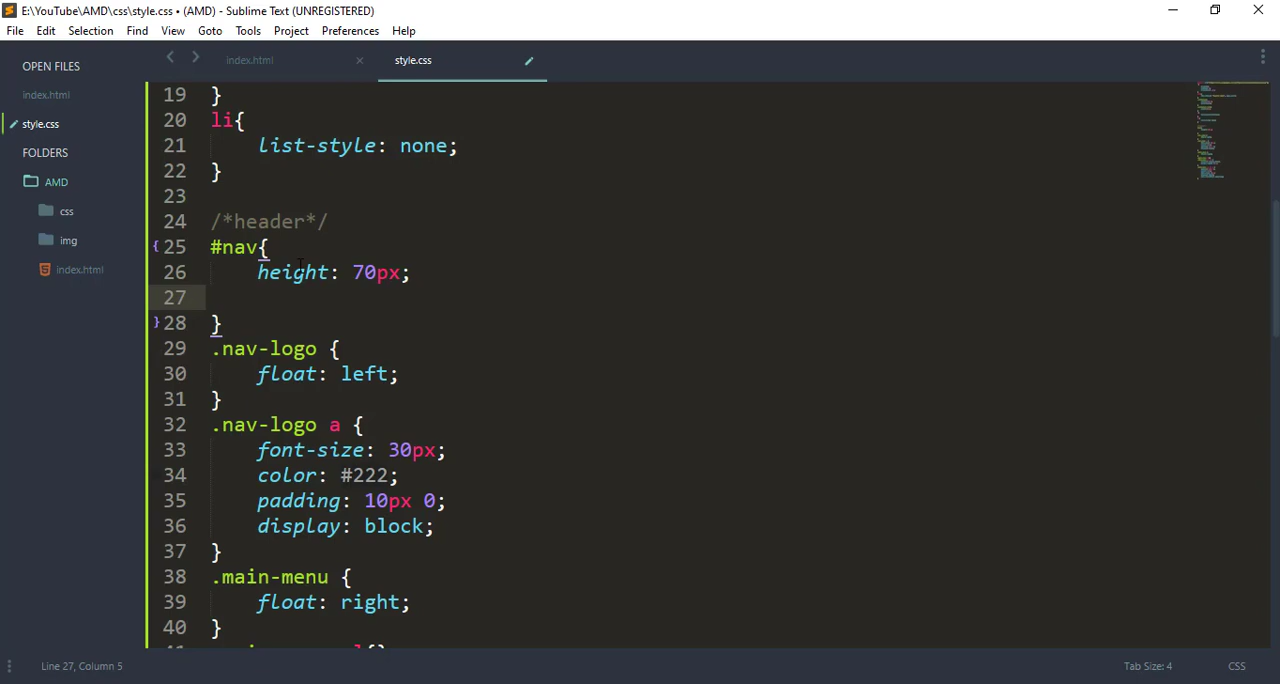 E:\YouTube\AMD\css\style.css • (AMD) - Sublime Text (UNREGISTERED)
File Edit Selection Find View Goto Tools Project Preferences Help
OPEN FILES
index.html
style.css
FOLDERS
AMD
css
img
index.html
index.html
style.css
19 }
20 li{
21 list-style: none;
22 }
23
24 /*header*/
25 #nav{
26 height: 70px;
27
28 }
29 .nav-logo {
30 float: left;
31 }
32 .nav-logo a {
33 font-size: 30px;
34 color: #222;
35 padding: 10px 0;
36 display: block;
37 }
38 .main-menu {
39 float: right;
40 }
Line 27, Column 5
Tab Size: 4
CSS